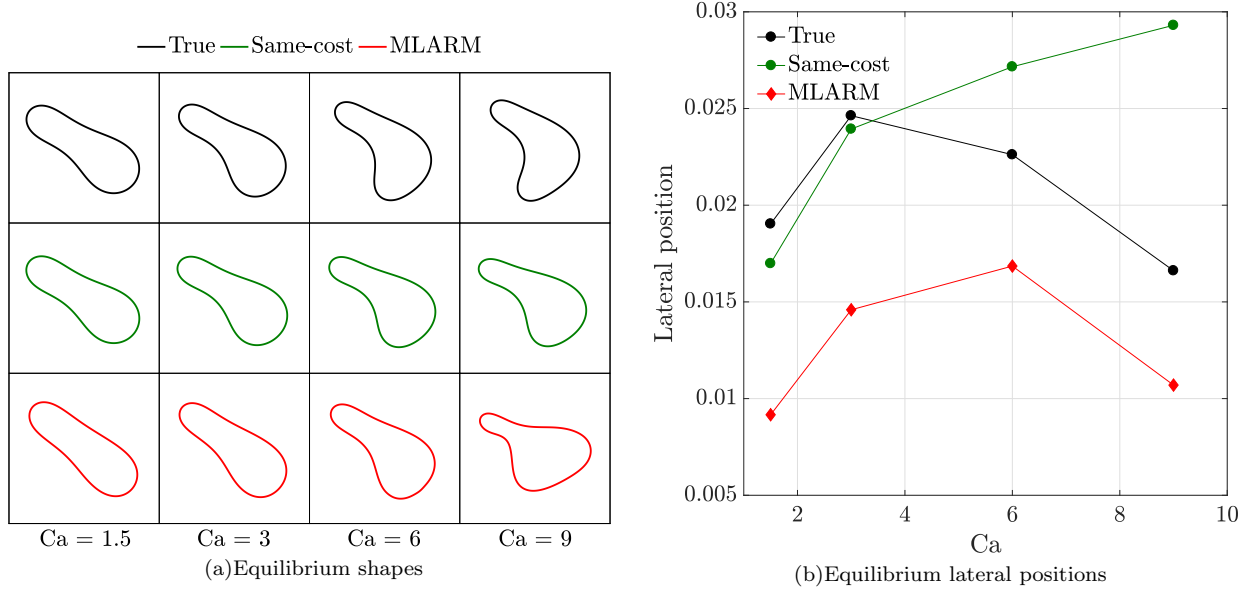 True Same-cost MLARM
Ca = 1.5 Ca = 3 Ca = 6 Ca = 9
(a)Equilibrium shapes
0.03
0.025
0.02
0.015
0.01
0.005
Lateral position
True
Same-cost
MLARM
2 4 6 8 10
Ca
(b)Equilibrium lateral positions